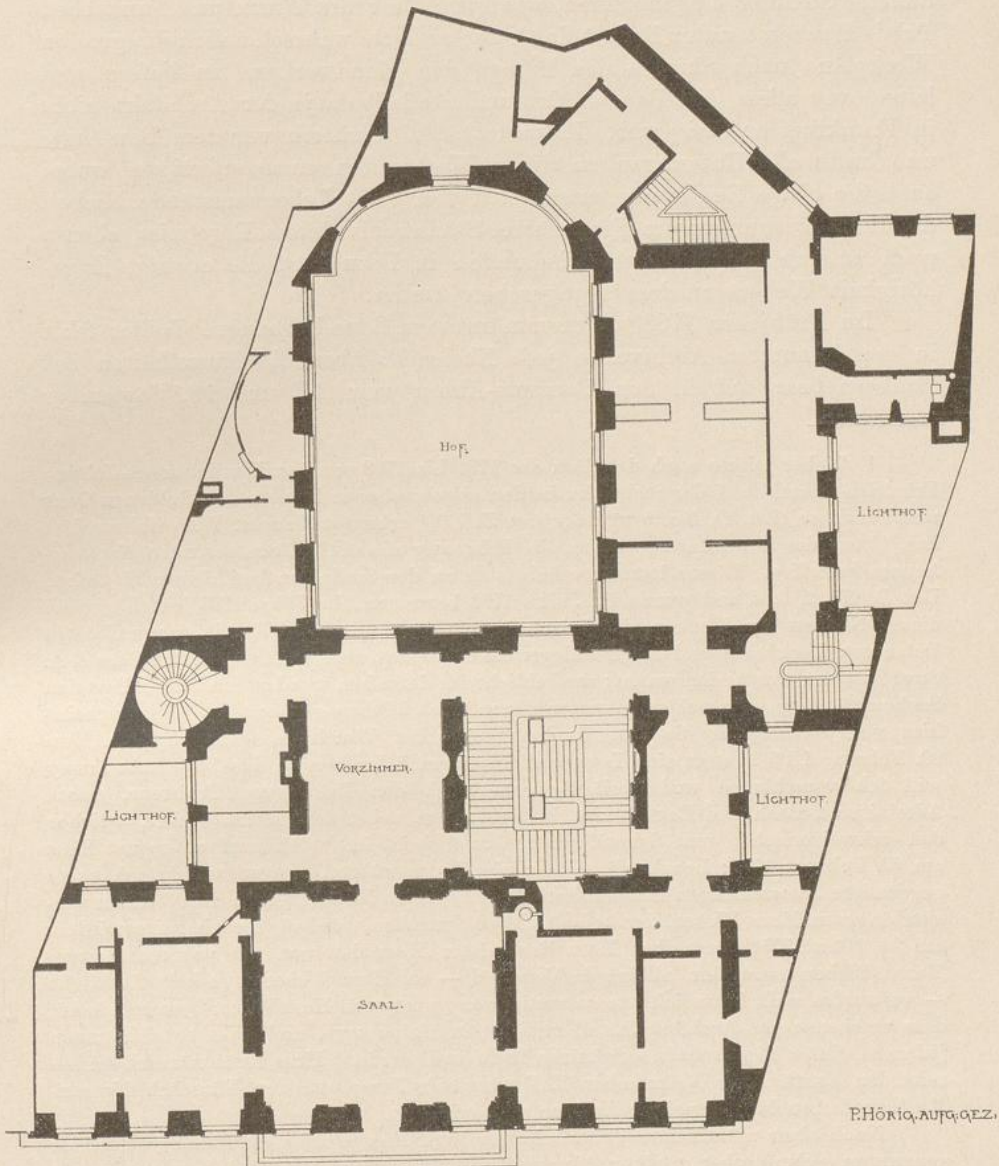 HOF.
LICHTHOF.
VORZIMMER.
LICHTHOF.
LICHTHOF.
SAAL.
P. HÖRIG. AUFG: GEZ: